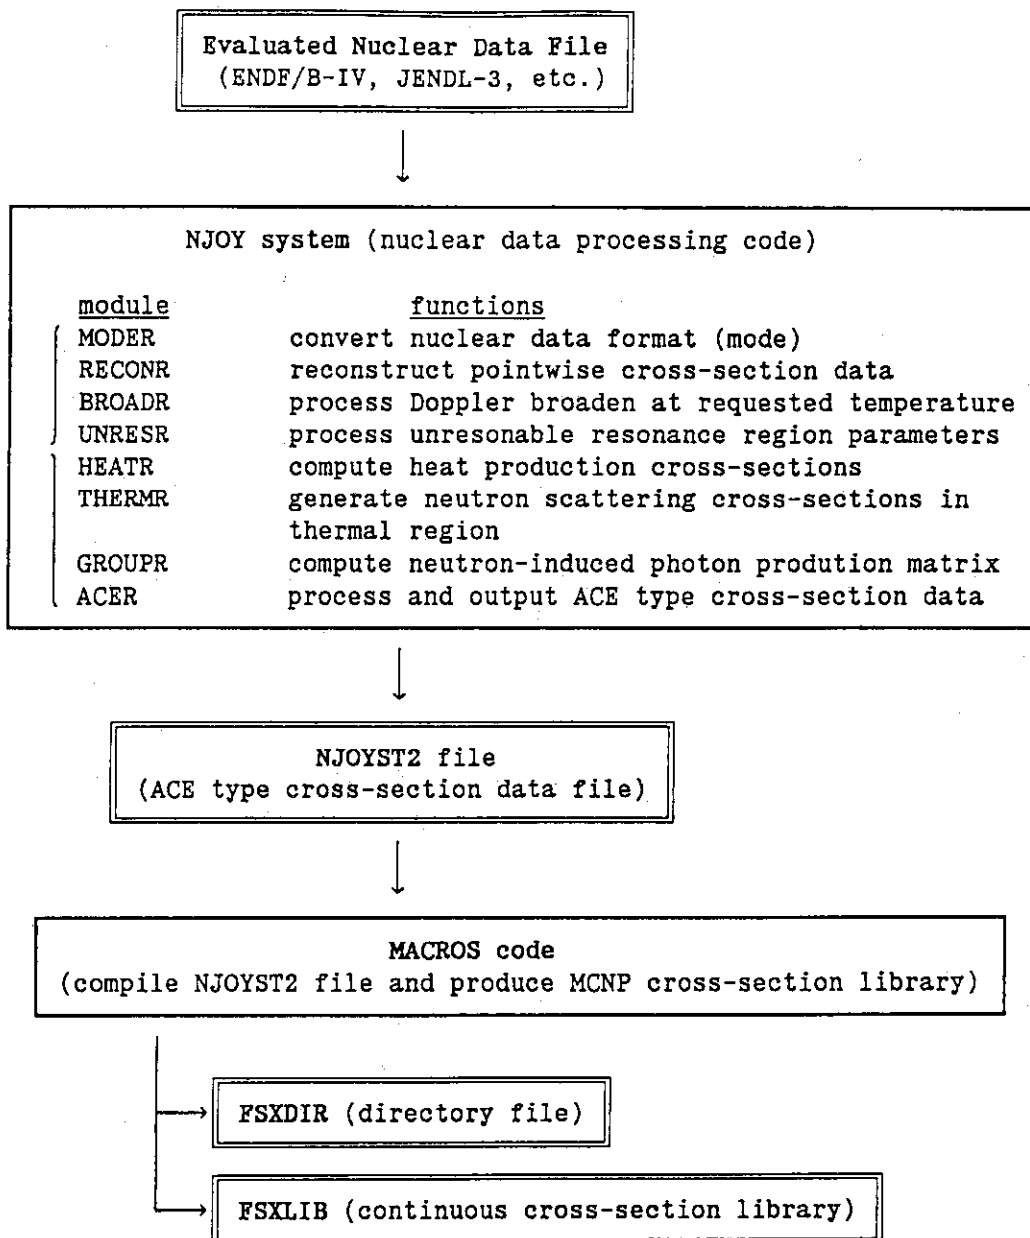 Evaluated Nuclear Data File
(ENDF/B-IV, JENDL-3, etc.)
NJOY system (nuclear data processing code)
module functions
MODER convert nuclear data format (mode)
RECONR reconstruct pointwise cross-section data
BROADR process Doppler broaden at requested temperature
UNRESR process unresonable resonance region parameters
HEATR compute heat production cross-sections
THERMR generate neutron scattering cross-sections in
thermal region
GROUPR compute neutron-induced photon prodution matrix
ACER process and output ACE type cross-section data
NJOYST2 file
(ACE type cross-section data file)
MACROS code
(compile NJOYST2 file and produce MCNP cross-section library)
FSXDIR (directory file)
FSXLIB (continuous cross-section library)